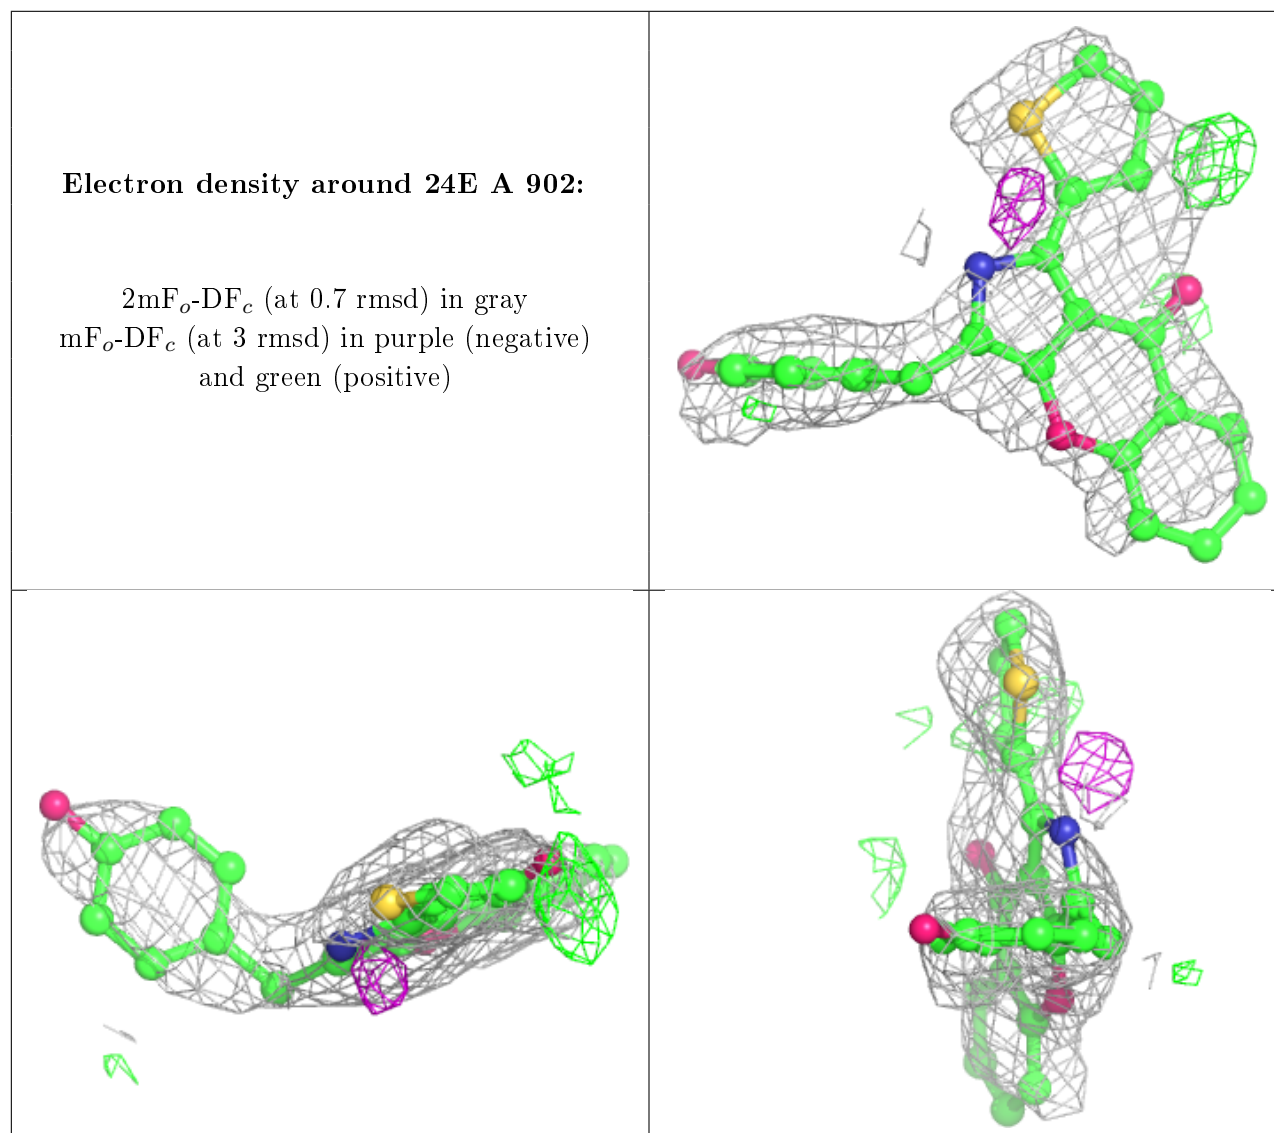 Electron density around 24E A 902:
2mFo-DFc (at 0.7 rmsd) in gray
mFo-DFc (at 3 rmsd) in purple (negative)
and green (positive)